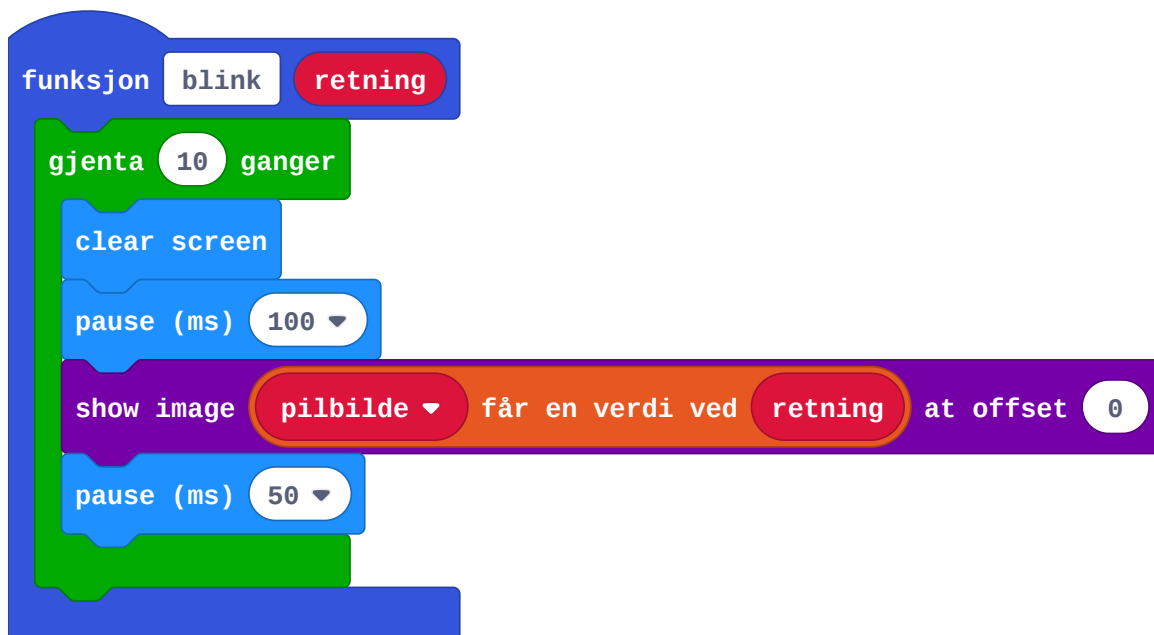 funksjon blink retning
gjenta 10 ganger
clear screen
pause (ms) 100
show image pilbilde får en verdi ved retning at offset 0
pause (ms) 50